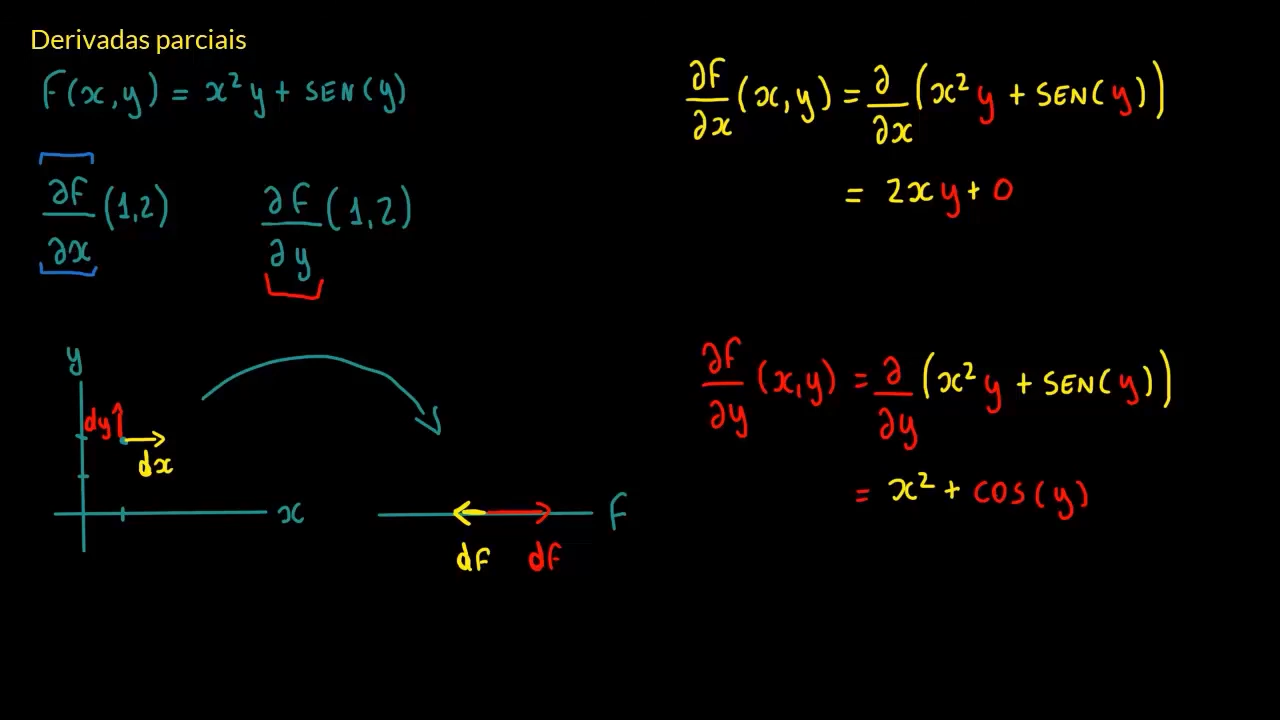 Derivadas parciais
F(x,y) = x²y + SEN(y)
∂F/∂x (1,2)   ∂F/∂y (1,2)
y
dy
dx
x
F
dF   dF
∂F/∂x (x,y) = ∂/∂x (x²y + SEN(y))
= 2xy + 0
∂F/∂y (x,y) = ∂/∂y (x²y + SEN(y))
= x² + COS(y)